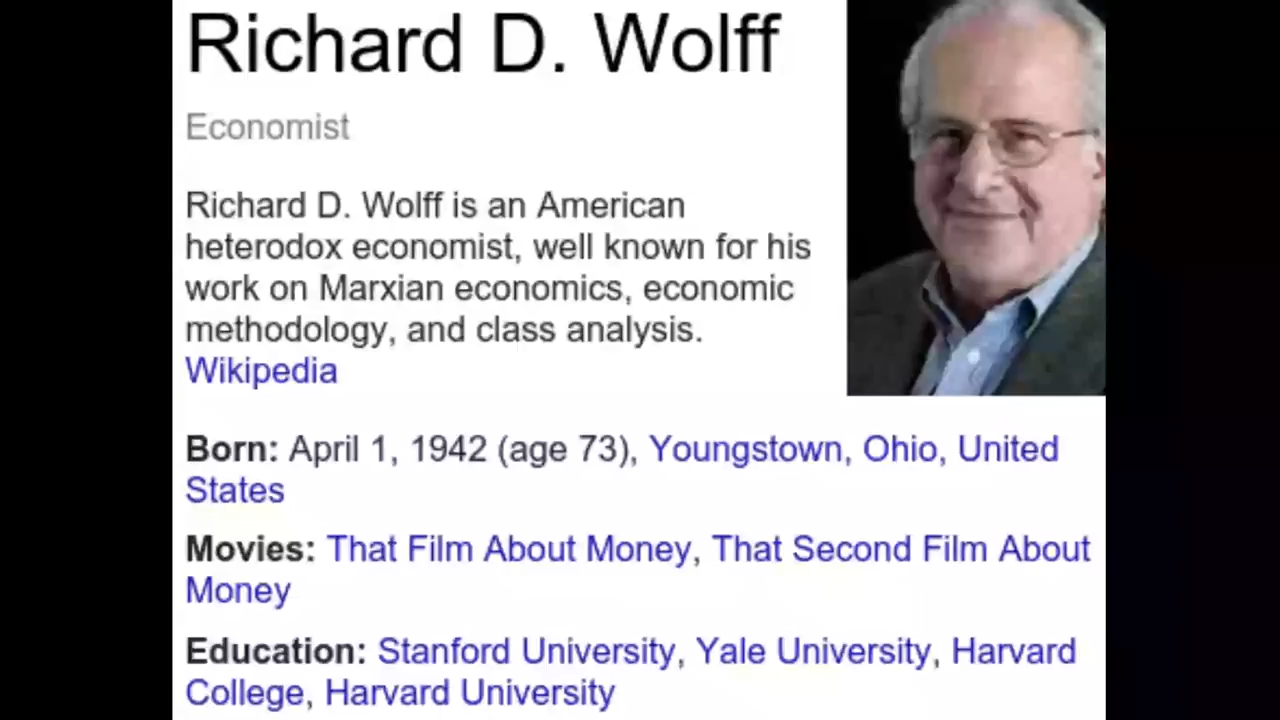 Richard D. Wolff
Economist
Richard D. Wolff is an American
heterodox economist, well known for his
work on Marxian economics, economic
methodology, and class analysis.
Wikipedia
Born: April 1, 1942 (age 73), Youngstown, Ohio, United
States
Movies: That Film About Money, That Second Film About
Money
Education: Stanford University, Yale University, Harvard
College, Harvard University